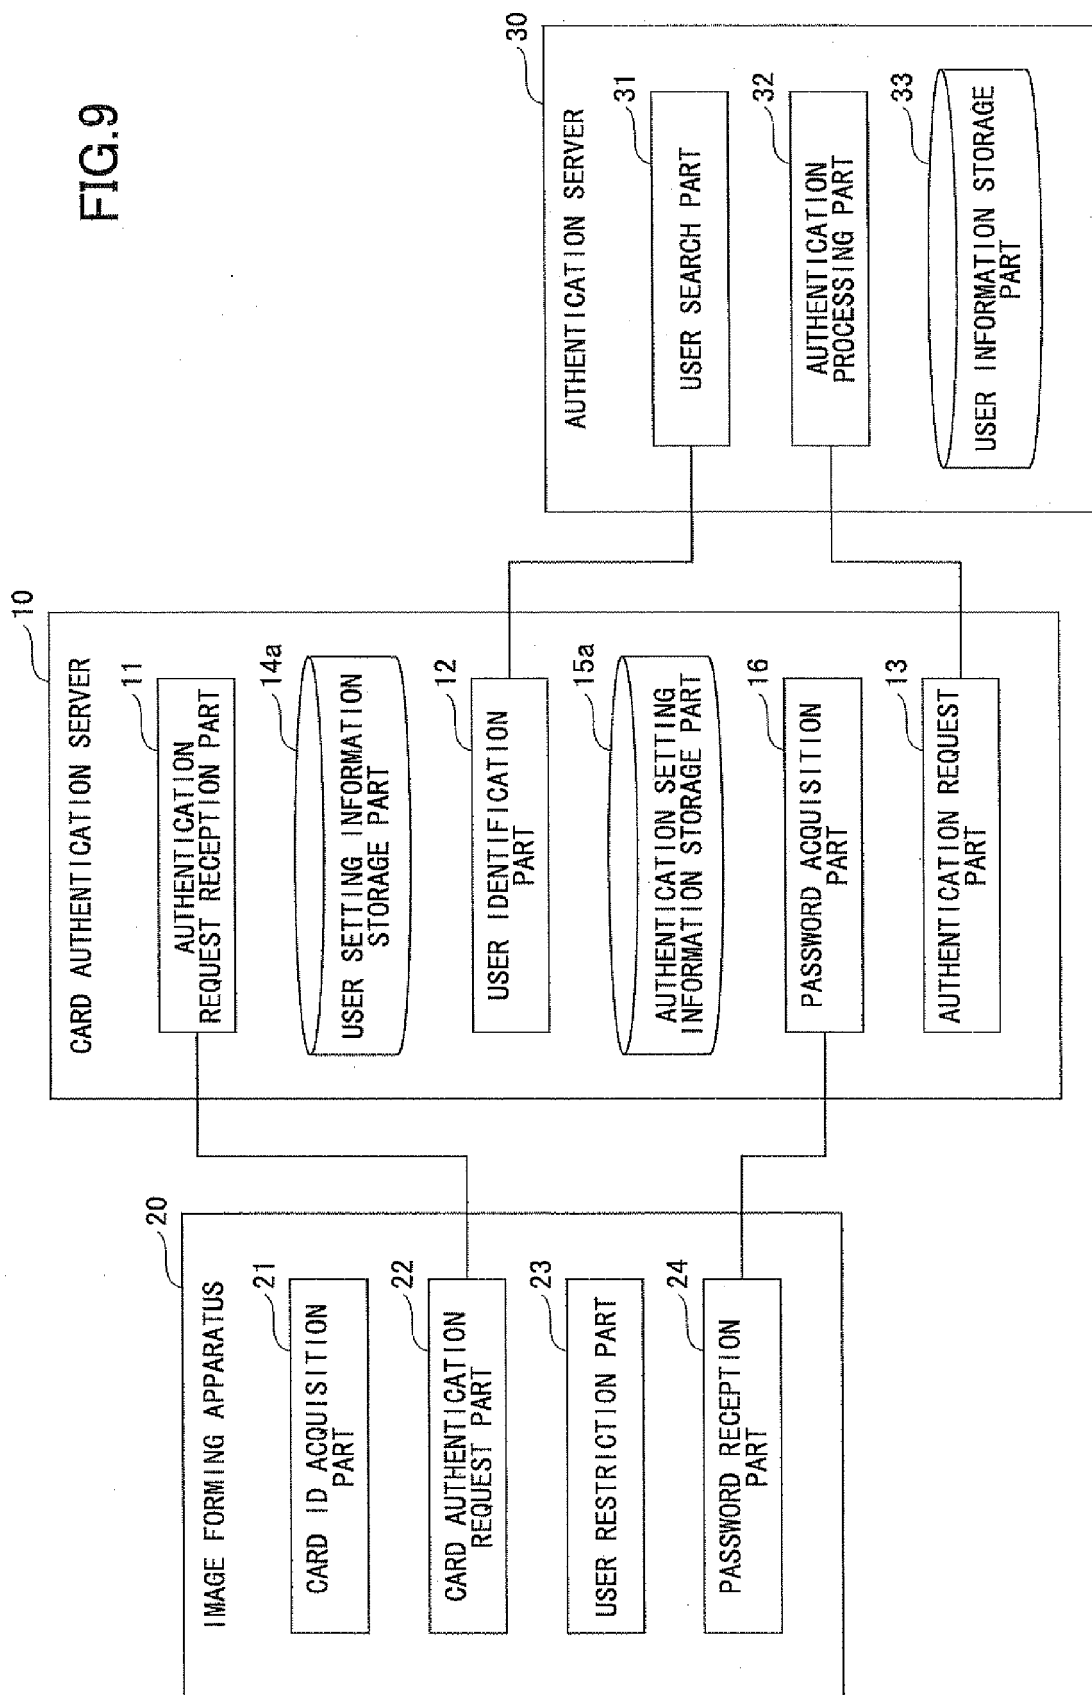 FIG.9
20
IMAGE FORMING APPARATUS
21
CARD ID ACQUISITION
PART
22
CARD AUTHENTICATION
REQUEST PART
23
USER RESTRICTION PART
24
PASSWORD RECEPTION
PART
10
CARD AUTHENTICATION SERVER
11
AUTHENTICATION
REQUEST RECEPTION PART
14a
USER SETTING INFORMATION
STORAGE PART
12
USER IDENTIFICATION
PART
15a
AUTHENTICATION SETTING
INFORMATION STORAGE PART
16
PASSWORD ACQUISITION
PART
13
AUTHENTICATION REQUEST
PART
30
AUTHENTICATION SERVER
31
USER SEARCH PART
32
AUTHENTICATION
PROCESSING PART
33
USER INFORMATION STORAGE
PART